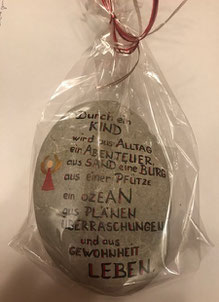 Durch ein
KIND
wird aus ALLTAG
ein ABENTEUER
aus SAND eine BURG
aus einer PFÜTZE
ein OZEAN
aus PLÄNEN
ÜBERRASCHUNGEN
und aus
GEWOHNHEIT
LEBEN.